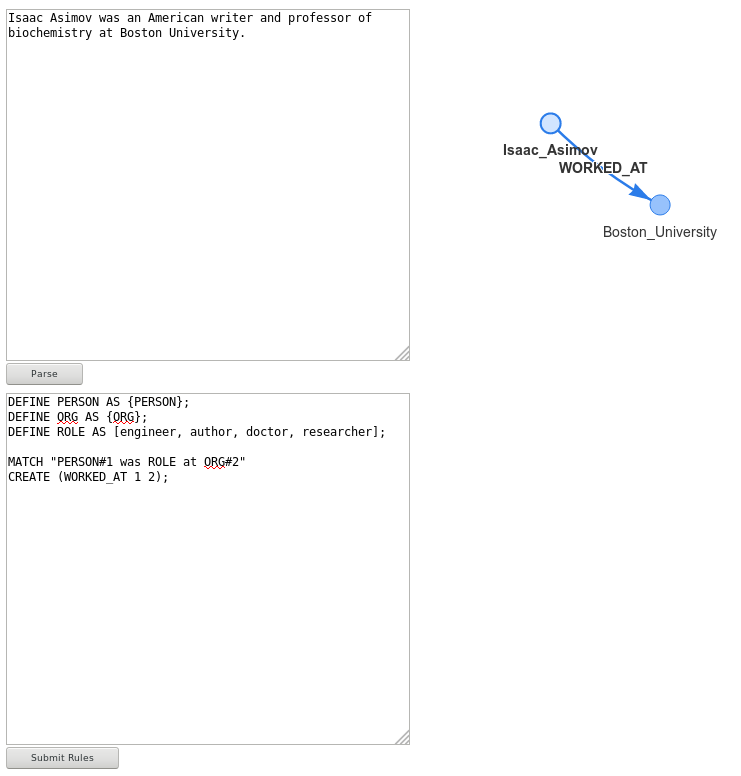 Isaac Asimov was an American writer and professor of
biochemistry at Boston University.
Isaac_Asimov
WORKED_AT
Boston_University
Parse
DEFINE PERSON AS {PERSON};
DEFINE ORG AS {ORG};
DEFINE ROLE AS [engineer, author, doctor, researcher];
MATCH "PERSON#1 was ROLE at ORG#2"
CREATE (WORKED_AT 1 2);
Submit Rules